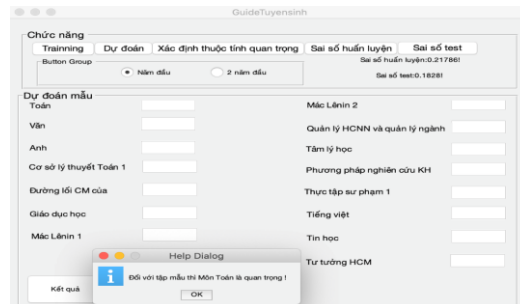 GuideTuyensinh
Chức năng
Trainning Dự đoán Xác định thuộc tính quan trọng Sai số huấn luyện Sai số test
Button Group
Năm đầu 2 năm đầu
Sai số huấn luyện:0.21786!
Sai số test:0.1828!
Dự đoán mẫu
Toán
Văn
Anh
Cơ sở lý thuyết Toán 1
Đường lối CM của
Giáo dục học
Mác Lênin 1
Mác Lênin 2
Quản lý HCNN và quản lý ngành
Tâm lý học
Phương pháp nghiên cứu KH
Thực tập sư phạm 1
Tiếng việt
Tin học
Tư tưởng HCM
Kết quả
Help Dialog
Đối với tập mẫu thì Môn Toán là quan trọng !
OK